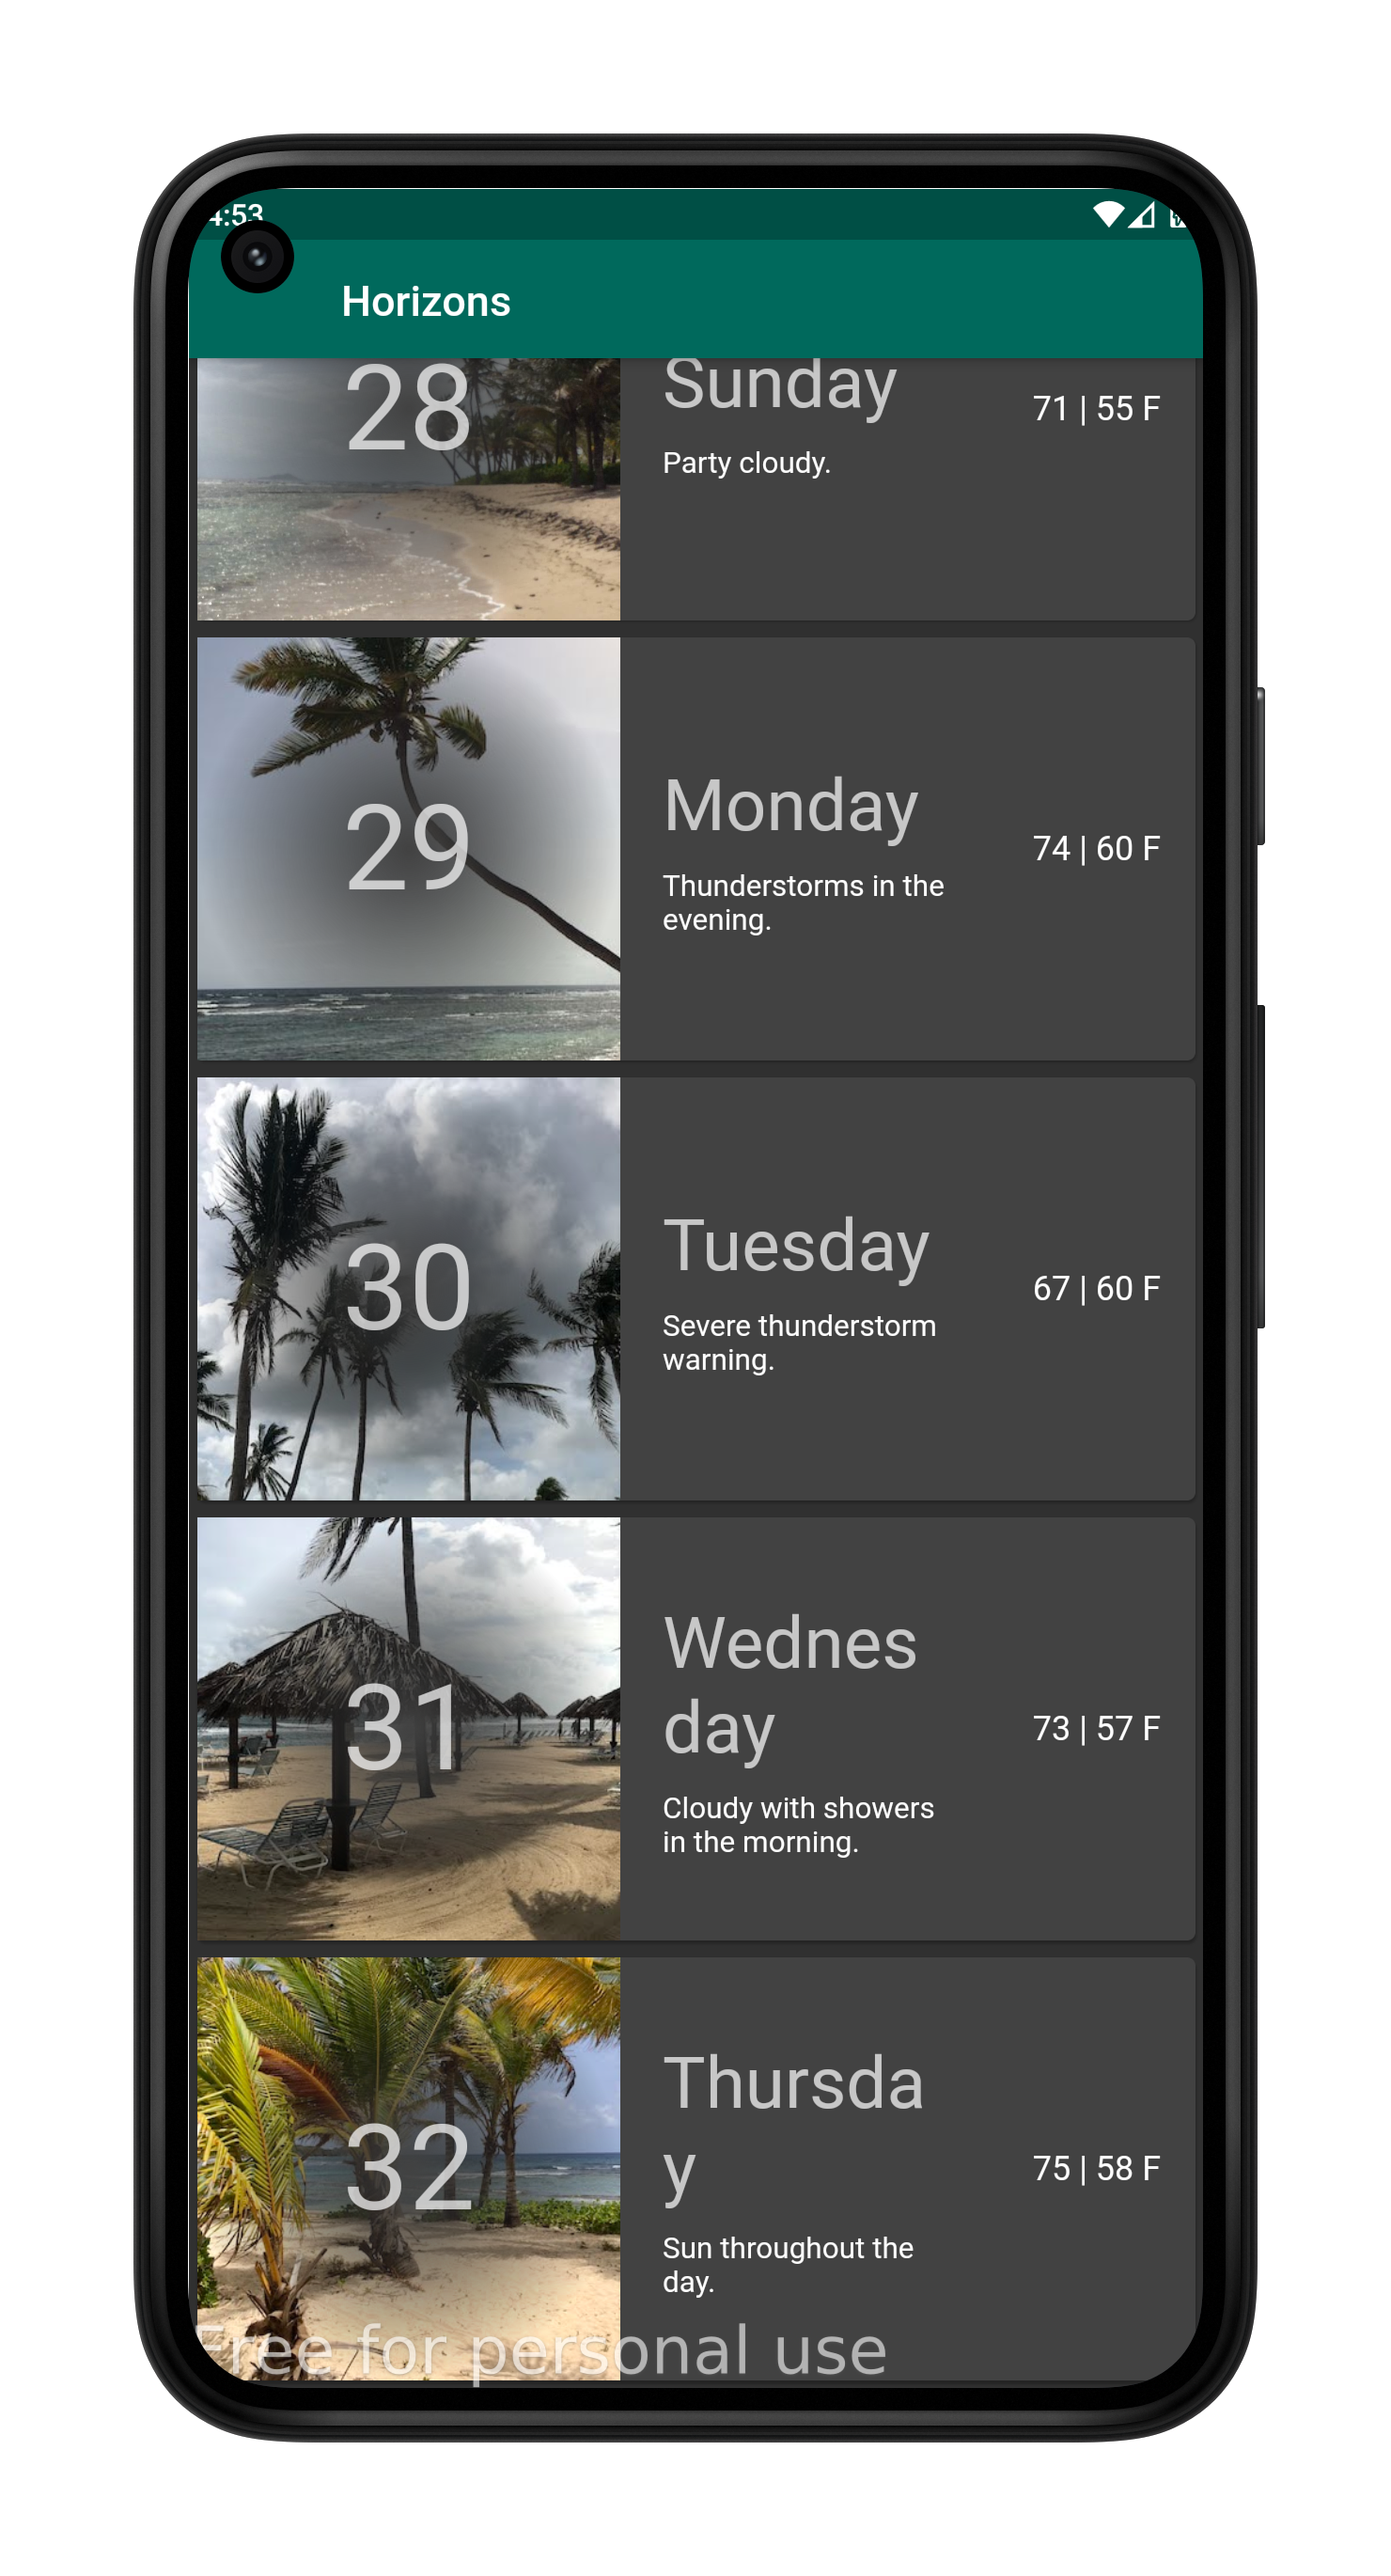 4:53
Horizons
28
Sunday
71 | 55 F
Party cloudy.
29
Monday
74 | 60 F
Thunderstorms in the
evening.
30
Tuesday
67 | 60 F
Severe thunderstorm
warning.
31
Wednes
day
73 | 57 F
Cloudy with showers
in the morning.
32
Thursda
y
75 | 58 F
Sun throughout the
day.
Free for personal use